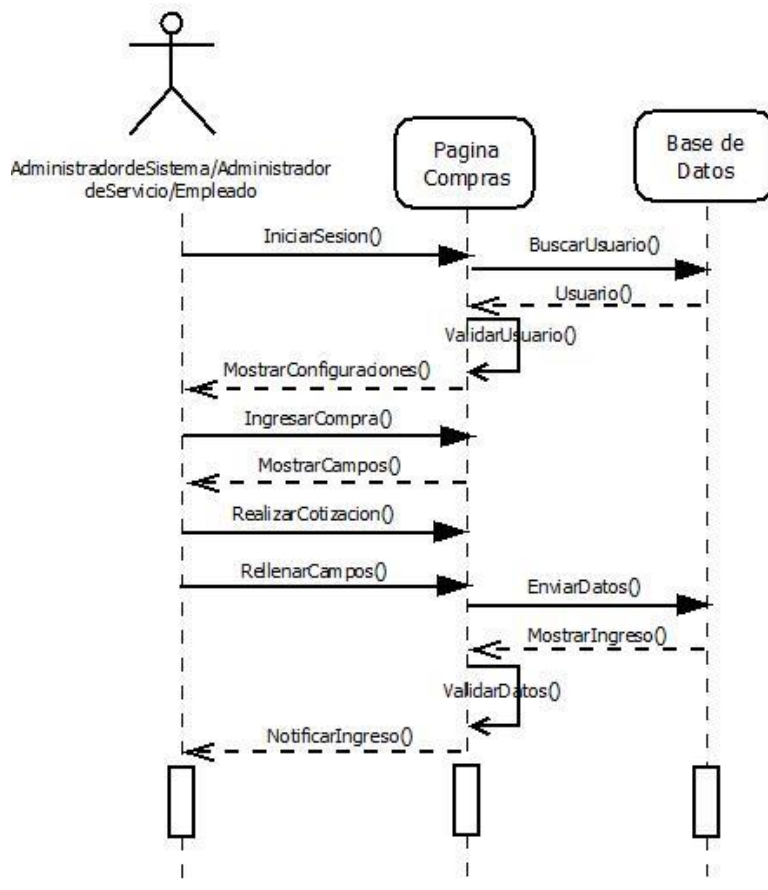 AdministradordeSistema/Administrador
deServicio/Empleado
Pagina
Compras
Base de
Datos
IniciarSesion()
BuscarUsuario()
Usuario()
ValidarUsuario()
MostrarConfiguraciones()
IngresarCompra()
MostrarCampos()
RealizarCotizacion()
RellenarCampos()
EnviarDatos()
MostrarIngreso()
ValidarDatos()
NotificarIngreso()